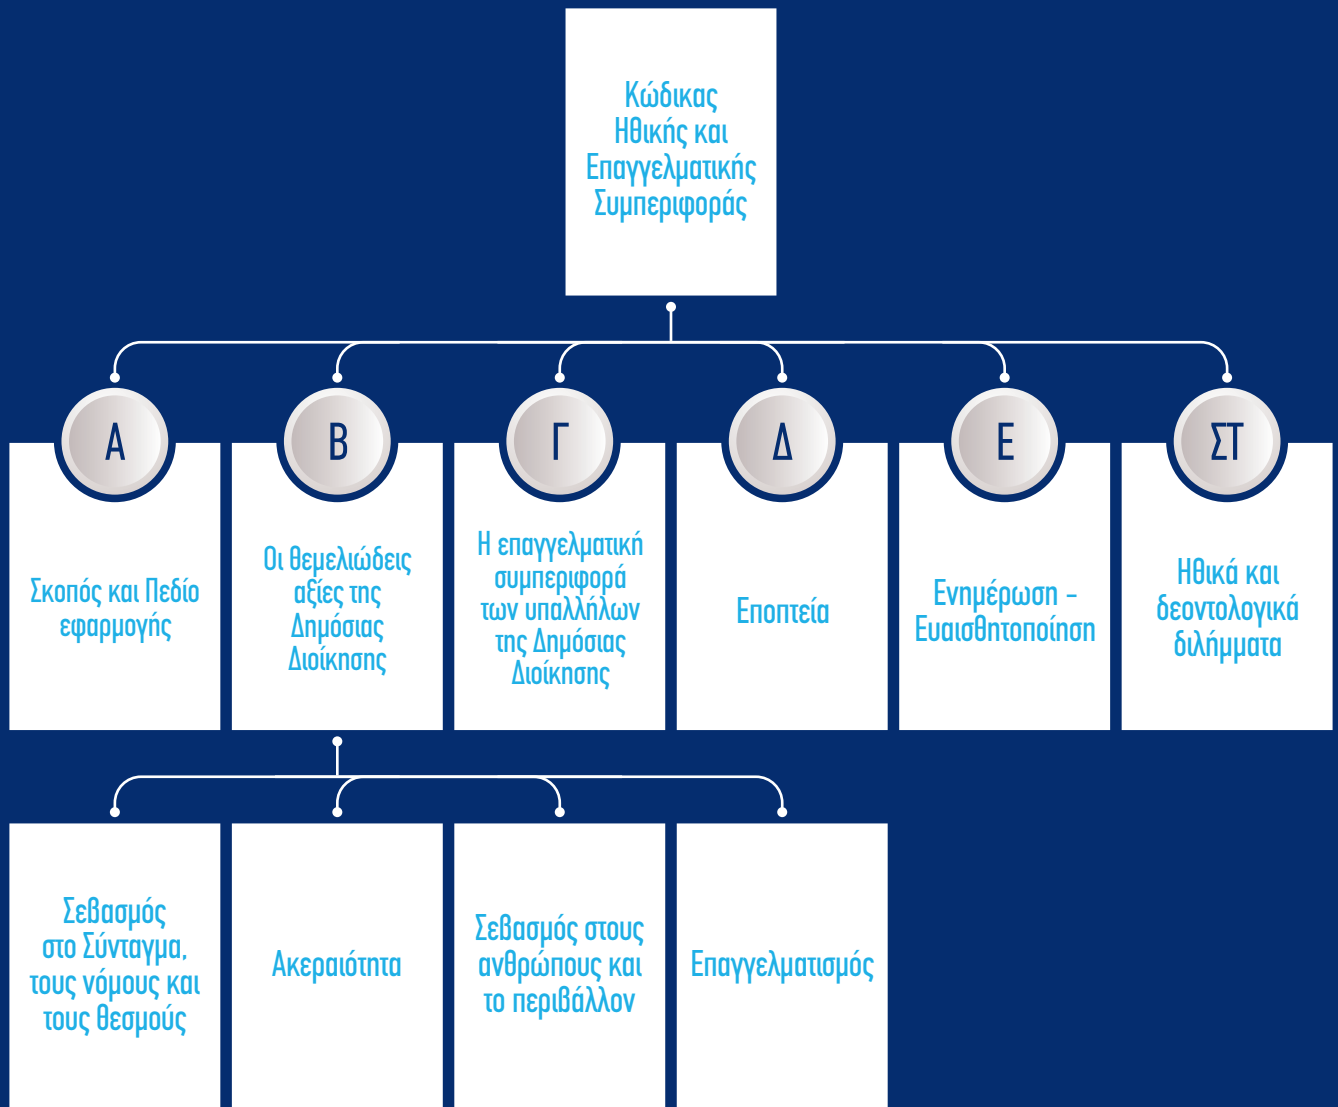 Κώδικας
Ηθικής και
Επαγγελματικής
Συμπεριφοράς
Α
Β
Γ
Δ
Ε
ΣΤ
Σκοπός και Πεδίο
εφαρμογής
Οι θεμελιώδεις
αξίες της
Δημόσιας
Διοίκησης
Η επαγγελματική
συμπεριφορά
των υπαλλήλων
της Δημόσιας
Διοίκησης
Εποπτεία
Ενημέρωση –
Ευαισθητοποίηση
Ηθικά και
δεοντολογικά
διλήμματα
Σεβασμός
στο Σύνταγμα,
τους νόμους και
τους θεσμούς
Ακεραιότητα
Σεβασμός στους
ανθρώπους και
το περιβάλλον
Επαγγελματισμός